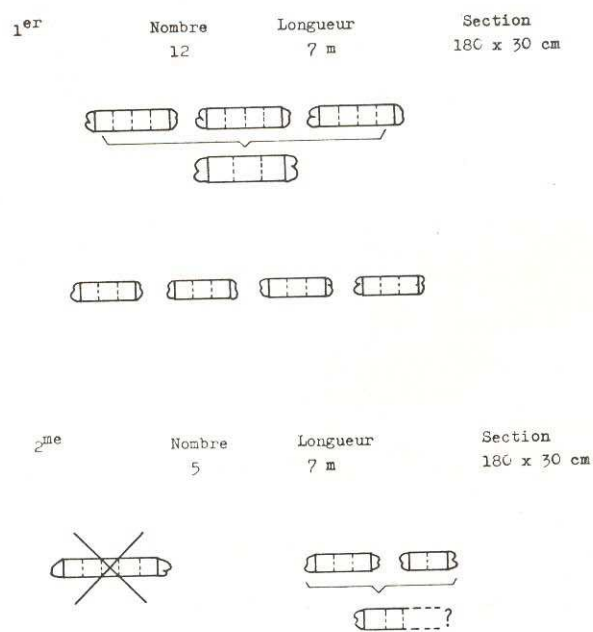 1er Nombre Longueur Section
12 7 m 180 x 30 cm
2me Nombre Longueur Section
5 7 m 180 x 30 cm
?